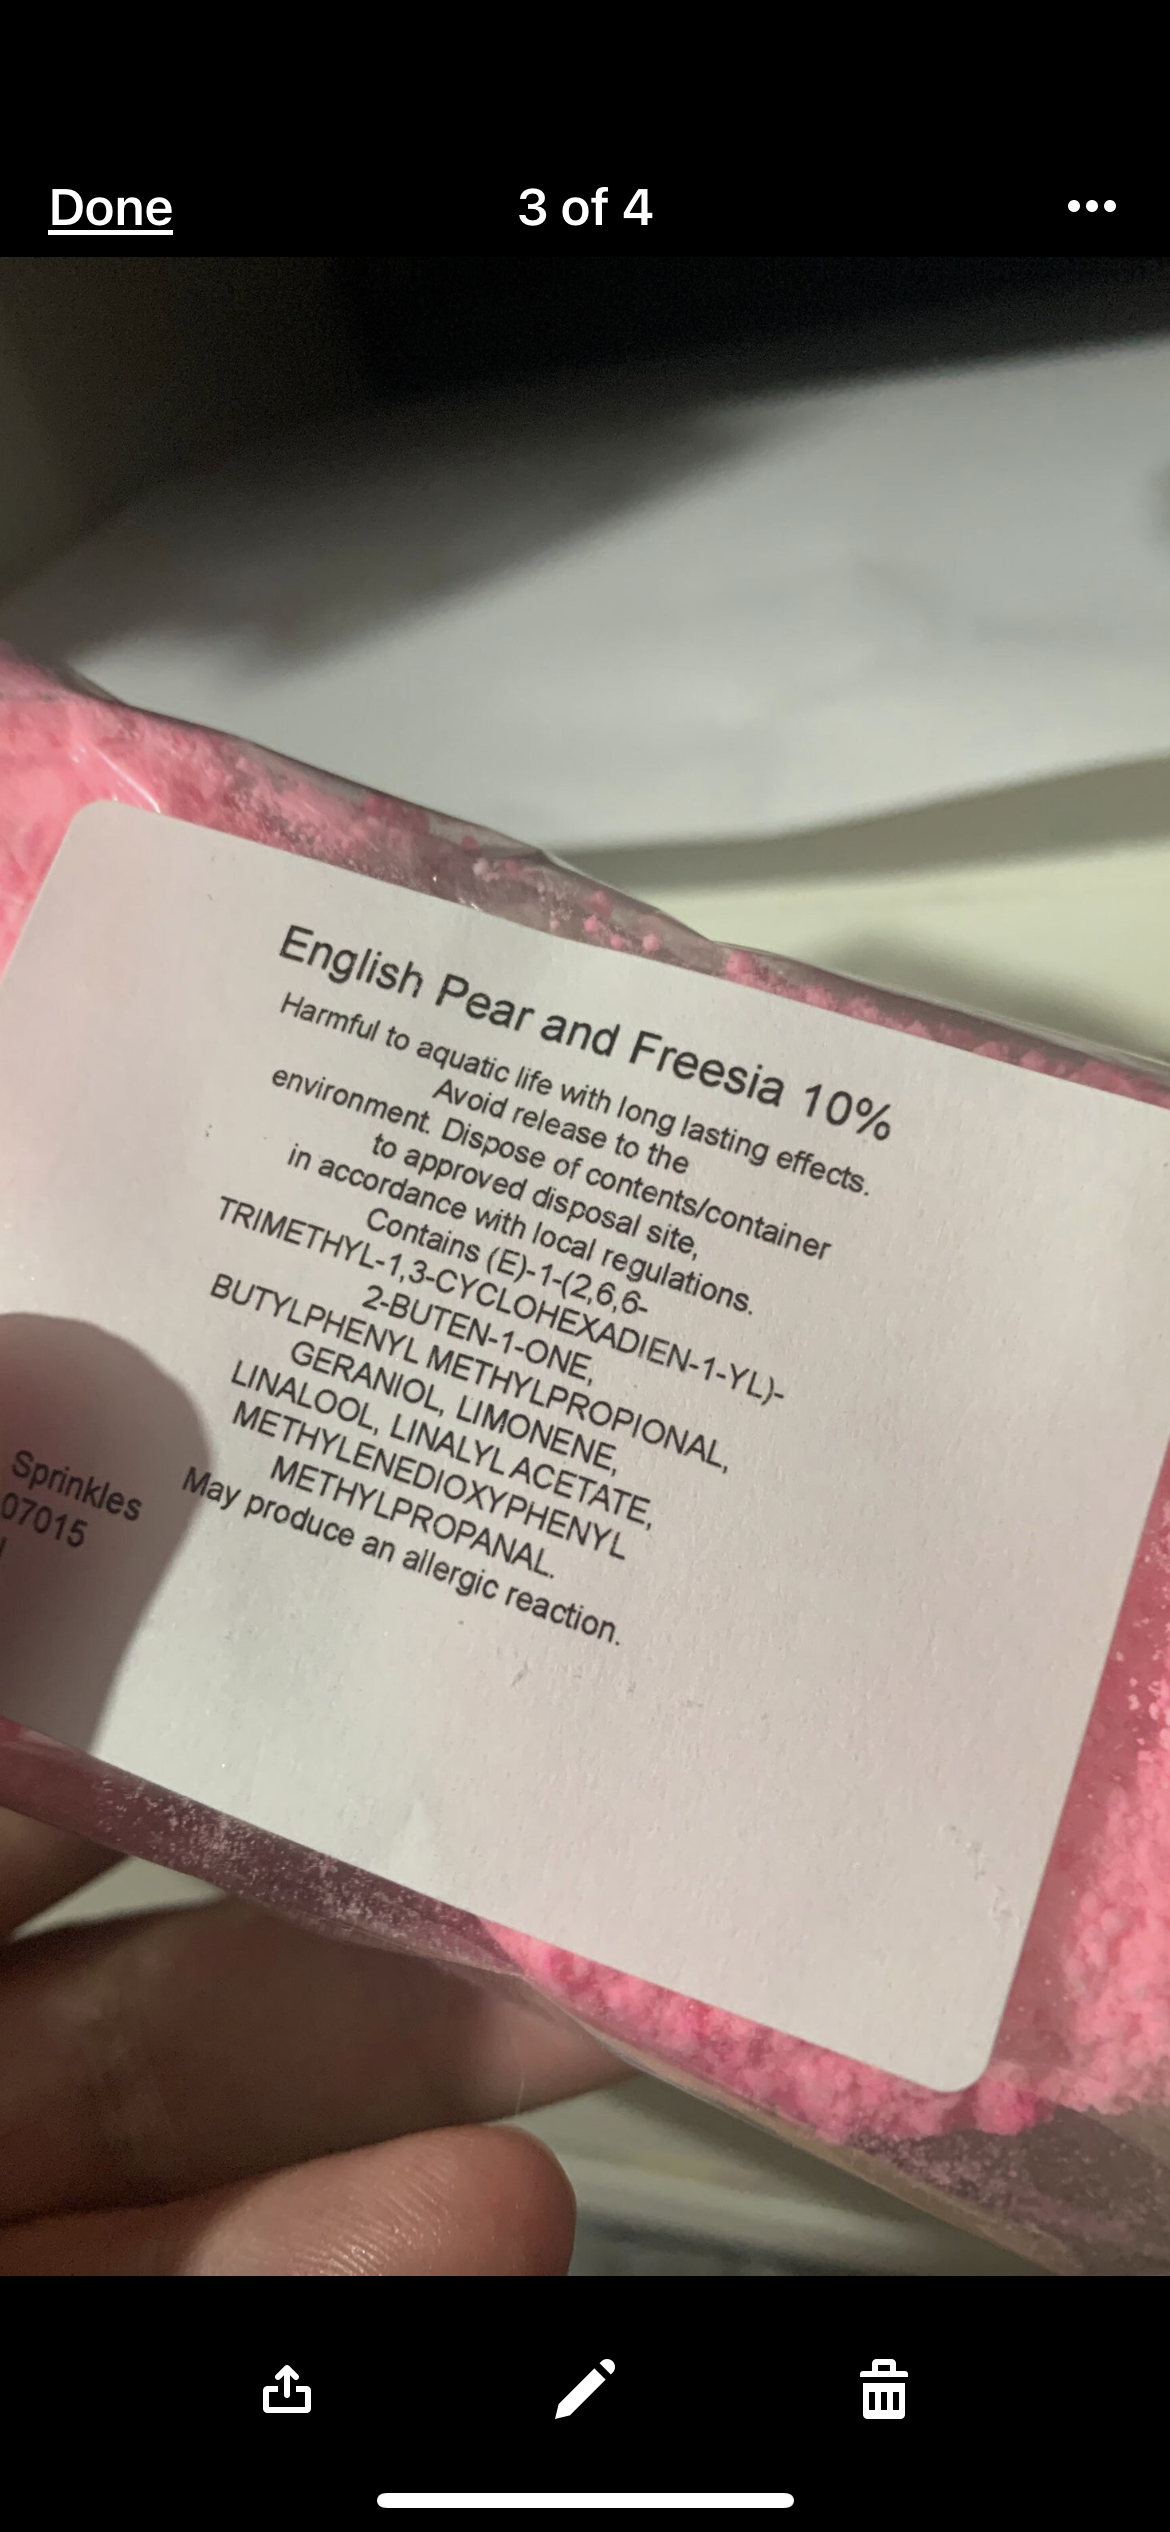 Done
3 of 4
English Pear and Freesia 10%
Harmful to aquatic life with long lasting effects.
Avoid release to the
environment. Dispose of contents/container
to approved disposal site,
in accordance with local regulations.
Contains (E)-1-(2,6,6-
TRIMETHYL-1,3-CYCLOHEXADIEN-1-YL)-
2-BUTEN-1-ONE,
BUTYLPHENYL METHYLPROPIONAL,
GERANIOL, LIMONENE,
LINALOOL, LINALYL ACETATE,
METHYLENEDIOXYPHENYL
METHYLPROPANAL.
May produce an allergic reaction.
Sprinkles
07015